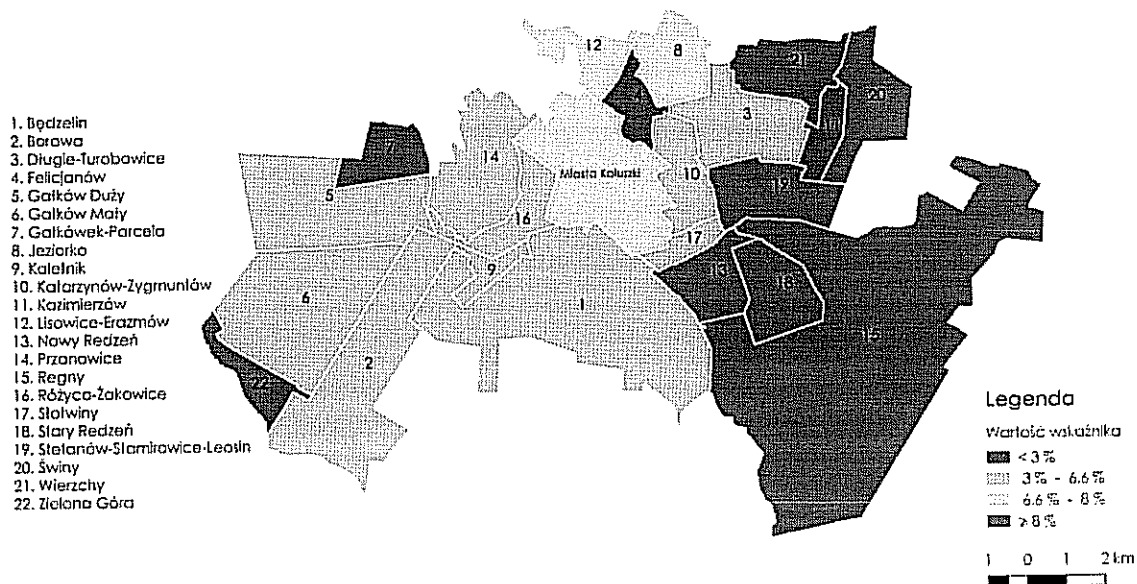 1. Będzelin
2. Borowa
3. Długie-Turobowice
4. Felicjanów
5. Gałków Duży
6. Gałków Mały
7. Gałkówek-Parcela
8. Jeziorko
9. Kaletnik
10. Katarzynów-Zygmuntów
11. Kazimierzów
12. Lisowice-Erazmów
13. Nowy Redzeń
14. Przanowice
15. Regny
16. Różyca-Żakowice
17. Słotwiny
18. Stary Redzeń
19. Stefanów-Słamirowice-Leosin
20. Świny
21. Wierzchy
22. Zielona Góra
12
8
21
20
4
3
11
7
14
Miasto Koluszki
10
19
5
16
17
9
13
18
6
1
15
2
22
Legenda
Wartość wskaźnika
< 3 %
3 % - 6.6 %
6.6 % - 8 %
≥ 8 %
1 0 1 2 km